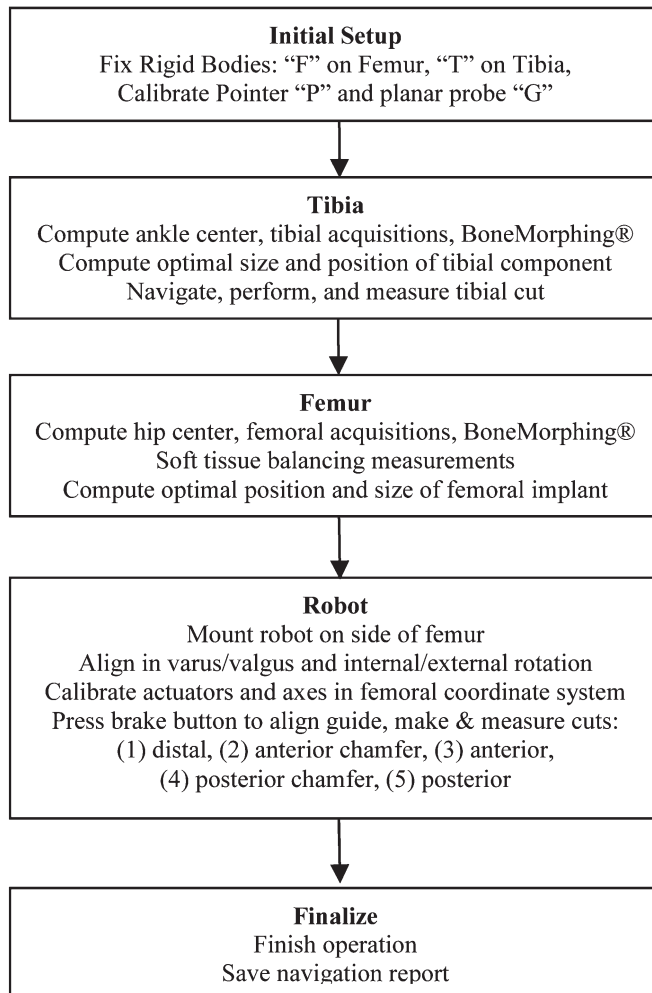 Initial Setup
Fix Rigid Bodies: “F” on Femur, “T” on Tibia,
Calibrate Pointer “P” and planar probe “G”
Tibia
Compute ankle center, tibial acquisitions, BoneMorphing®
Compute optimal size and position of tibial component
Navigate, perform, and measure tibial cut
Femur
Compute hip center, femoral acquisitions, BoneMorphing®
Soft tissue balancing measurements
Compute optimal position and size of femoral implant
Robot
Mount robot on side of femur
Align in varus/valgus and internal/external rotation
Calibrate actuators and axes in femoral coordinate system
Press brake button to align guide, make & measure cuts:
(1) distal, (2) anterior chamfer, (3) anterior,
(4) posterior chamfer, (5) posterior
Finalize
Finish operation
Save navigation report